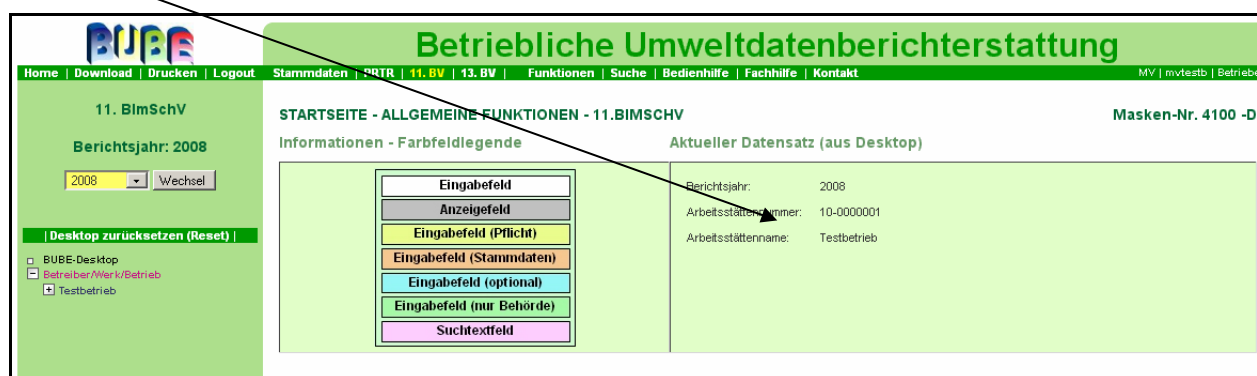 BUBE
Betriebliche Umweltdatenberichterstattung
Home | Download | Drucken | Logout Stammdaten | PRTR | 11. BV | 13. BV | Funktionen | Suche | Bedienhilfe | Fachhilfe | Kontakt MV | mvtestb | Betriebe
11. BImSchV
Berichtsjahr: 2008
2008 Wechsel
| Desktop zurücksetzen (Reset) |
BUBE-Desktop
Betreiber/Werk/Betrieb
Testbetrieb
STARTSEITE - ALLGEMEINE FUNKTIONEN - 11.BIMSCHV Masken-Nr. 4100 -D
Informationen - Farbfeldlegende
Eingabefeld
Anzeigefeld
Eingabefeld (Pflicht)
Eingabefeld (Stammdaten)
Eingabefeld (optional)
Eingabefeld (nur Behörde)
Suchtextfeld
Aktueller Datensatz (aus Desktop)
Berichtsjahr: 2008
Arbeitsstättennummer: 10-0000001
Arbeitsstättenname: Testbetrieb